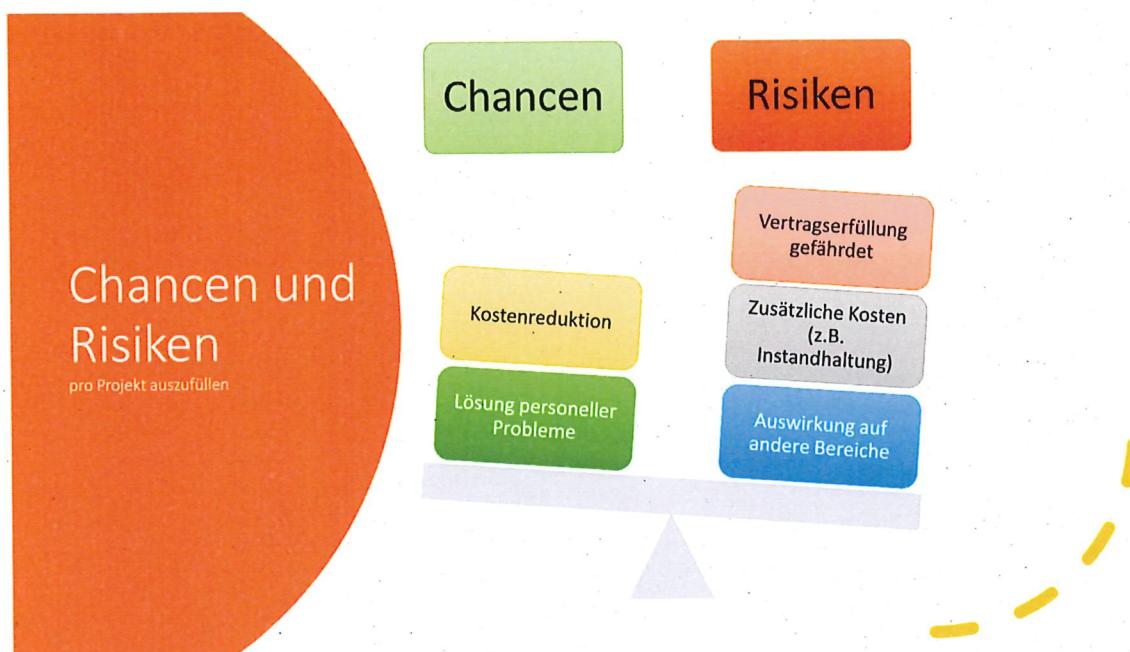 Chancen und
Risiken
pro Projekt auszufüllen
Chancen
Kostenreduktion
Lösung personeller
Probleme
Risiken
Vertragserfüllung
gefährdet
Zusätzliche Kosten
(z.B.
Instandhaltung)
Auswirkung auf
andere Bereiche